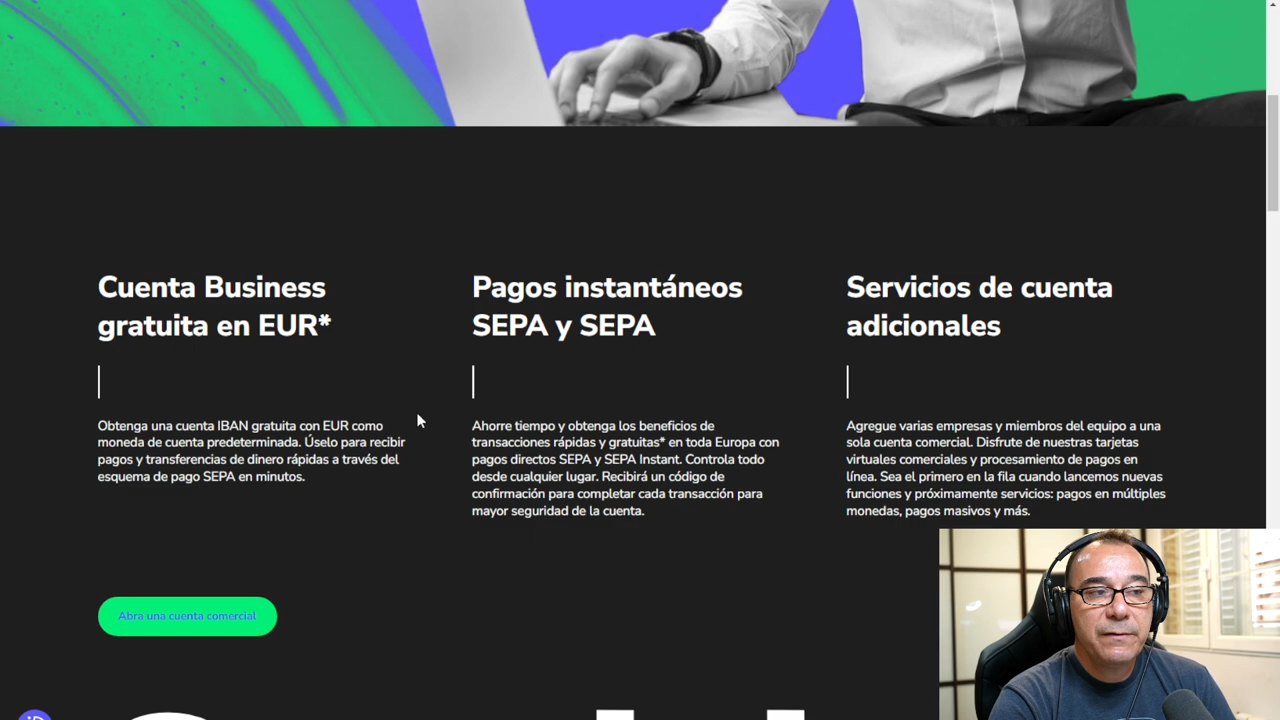 Cuenta Business
gratuita en EUR*
Obtenga una cuenta IBAN gratuita con EUR como
moneda de cuenta predeterminada. Úselo para recibir
pagos y transferencias de dinero rápidas a través del
esquema de pago SEPA en minutos.
Abra una cuenta comercial
Pagos instantáneos
SEPA y SEPA
Ahorre tiempo y obtenga los beneficios de
transacciones rápidas y gratuitas* en toda Europa con
pagos directos SEPA y SEPA Instant. Controla todo
desde cualquier lugar. Recibirá un código de
confirmación para completar cada transacción para
mayor seguridad de la cuenta.
Servicios de cuenta
adicionales
Agregue varias empresas y miembros del equipo a una
sola cuenta comercial. Disfrute de nuestras tarjetas
virtuales comerciales y procesamiento de pagos en
línea. Sea el primero en la fila cuando lancemos nuevas
funciones y próximamente servicios: pagos en múltiples
monedas, pagos masivos y más.